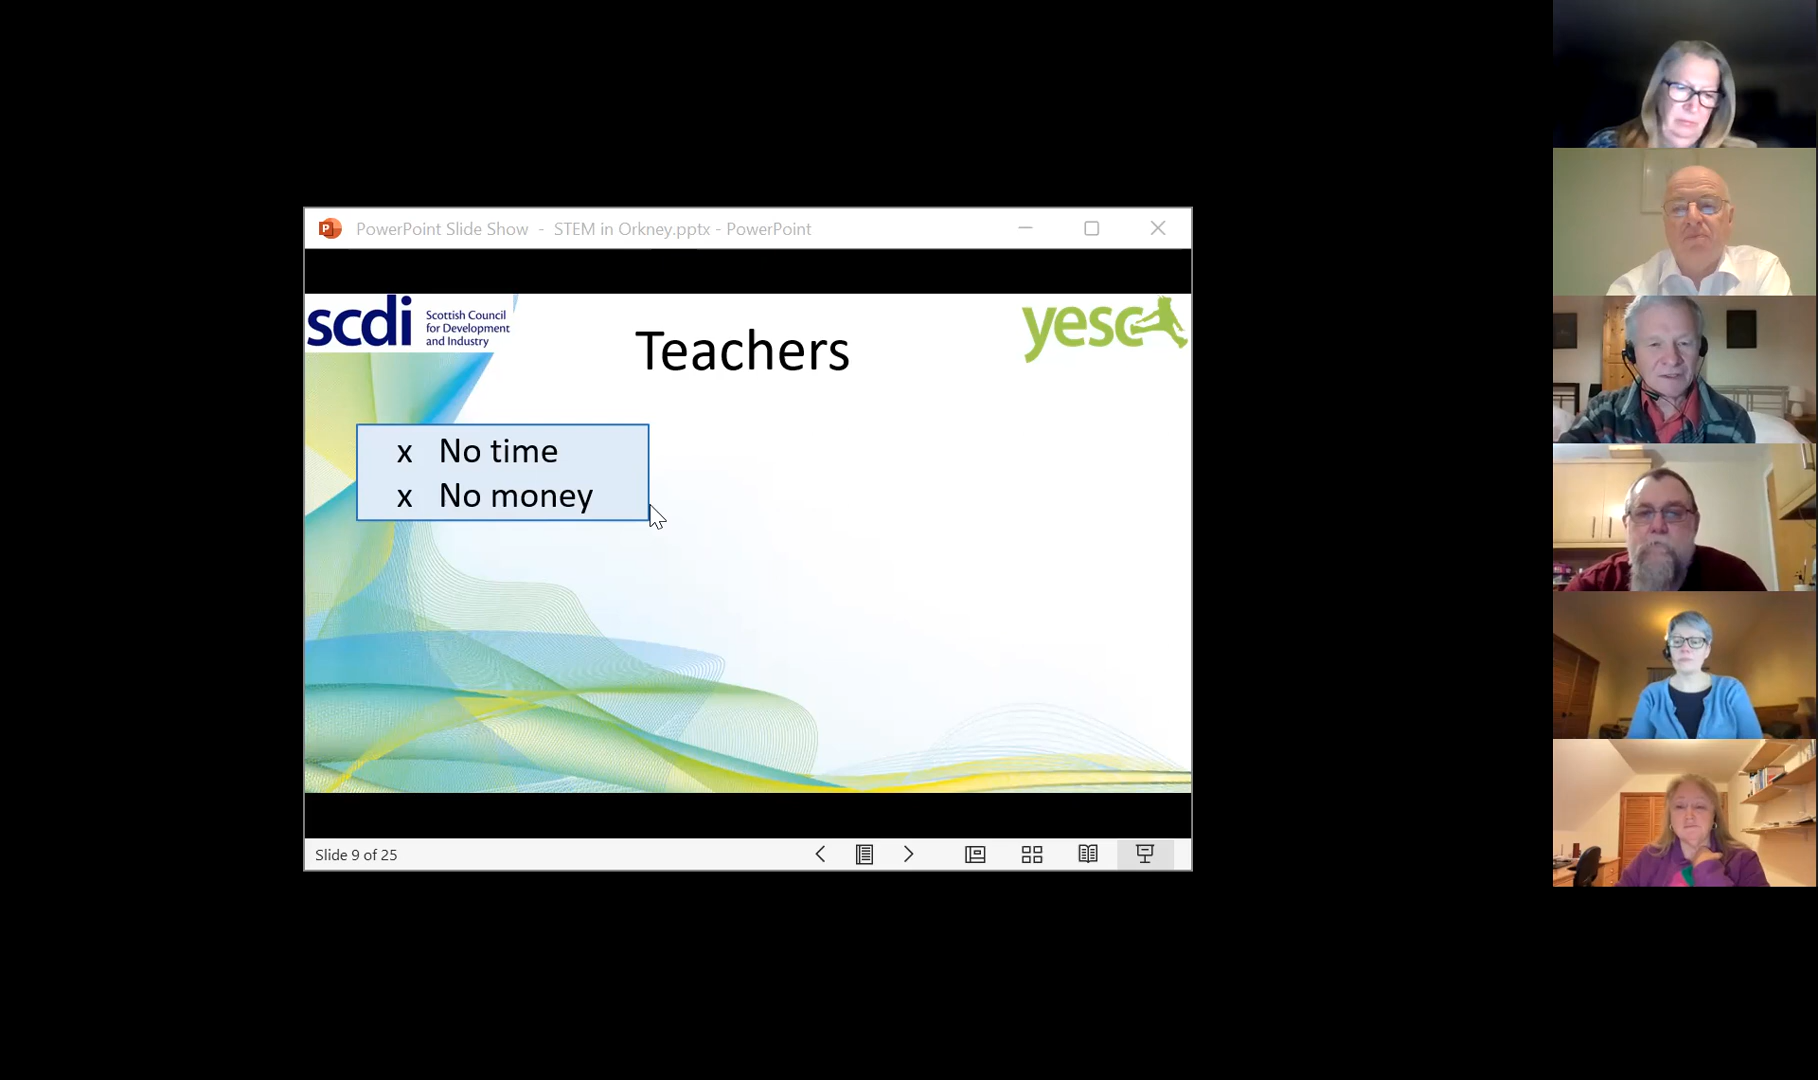 PowerPoint Slide Show - STEM in Orkney.pptx - PowerPoint
scdi
Scottish Council
for Development
and Industry
yesc
Teachers
x No time
x No money
Slide 9 of 25